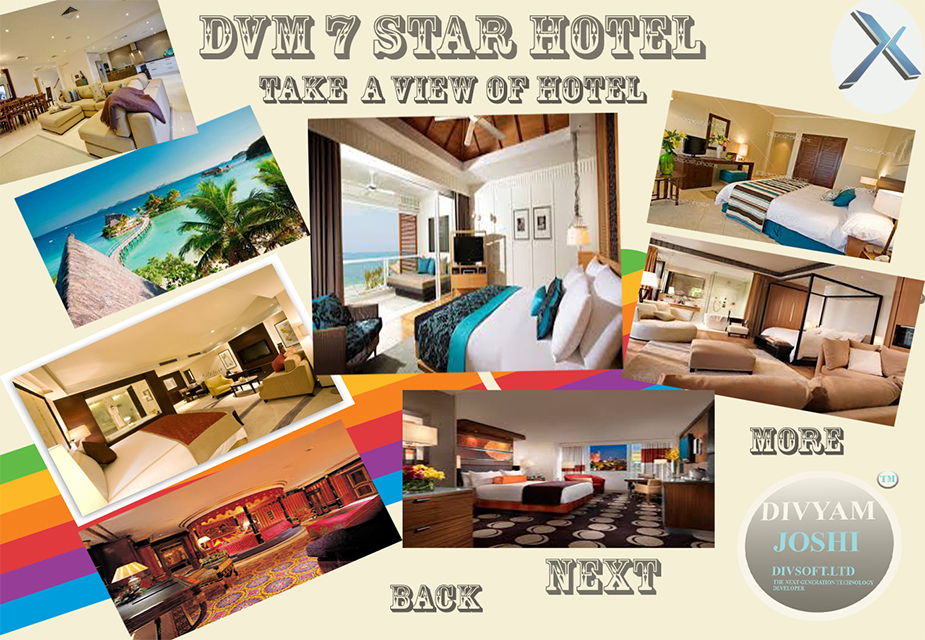 DVM 7 STAR HOTEL
TAKE A VIEW OF HOTEL
MORE
TM
DIVYAM
JOSHI
DIVSOFT.LTD
THE NEXT GENERATION TECHNOLOGY
DEVELOPER
NEXT
BACK